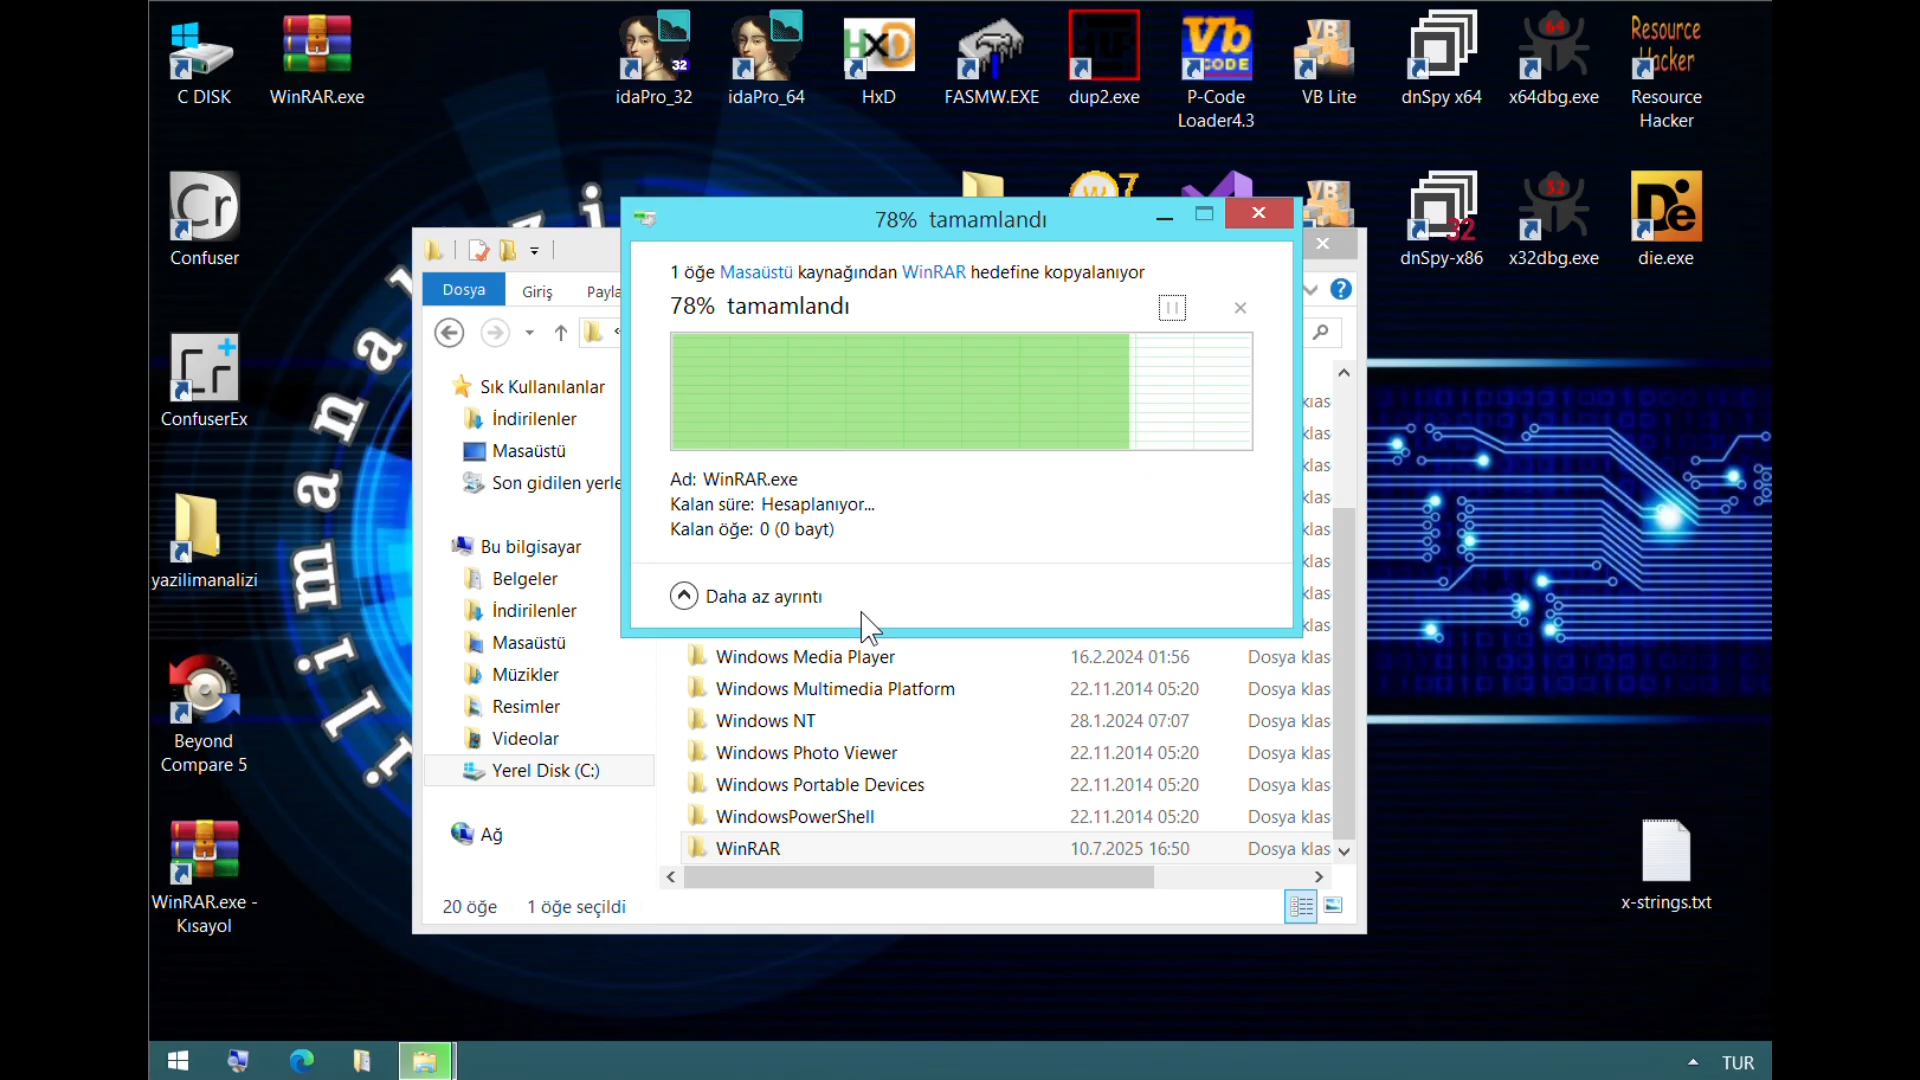 C DISK
WinRAR.exe
idaPro_32
idaPro_64
HxD
FASMW.EXE
dup2.exe
P-Code
Loader4.3
VB Lite
dnSpy x64
x64dbg.exe
Resource
Hacker
Confuser
dnSpy-x86
x32dbg.exe
die.exe
ConfuserEx
yazilimanalizi
Beyond
Compare 5
WinRAR.exe -
Kısayol
x-strings.txt
78% tamamlandı
1 öğe Masaüstü kaynağından WinRAR hedefine kopyalanıyor
78% tamamlandı
Ad: WinRAR.exe
Kalan süre: Hesaplanıyor...
Kalan öğe: 0 (0 bayt)
Daha az ayrıntı
Dosya
Giriş
Payla
Sık Kullanılanlar
İndirilenler
Masaüstü
Son gidilen yerle
Bu bilgisayar
Belgeler
İndirilenler
Masaüstü
Müzikler
Resimler
Videolar
Yerel Disk (C:)
Ağ
Windows Media Player 16.2.2024 01:56 Dosya klas
Windows Multimedia Platform 22.11.2014 05:20 Dosya klas
Windows NT 28.1.2024 07:07 Dosya klas
Windows Photo Viewer 22.11.2014 05:20 Dosya klas
Windows Portable Devices 22.11.2014 05:20 Dosya klas
WindowsPowerShell 22.11.2014 05:20 Dosya klas
WinRAR 10.7.2025 16:50 Dosya klas
20 öğe 1 öğe seçildi
TUR